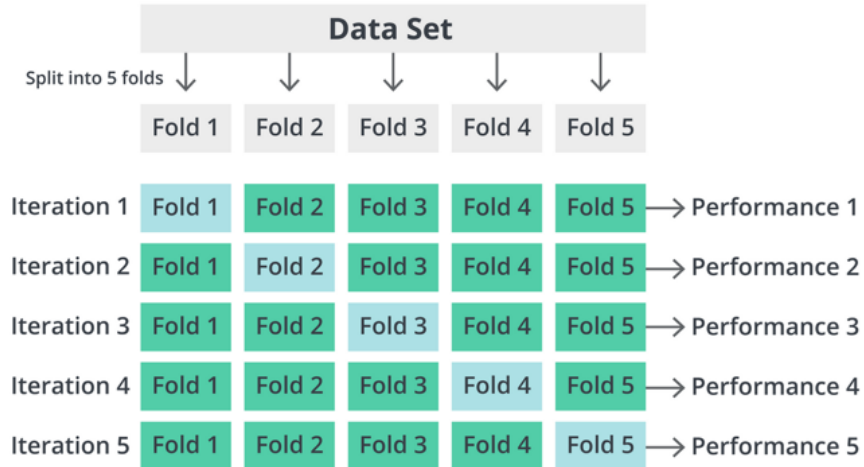 Data Set
Split into 5 folds
Fold 1 Fold 2 Fold 3 Fold 4 Fold 5
Iteration 1 Fold 1 Fold 2 Fold 3 Fold 4 Fold 5 Performance 1
Iteration 2 Fold 1 Fold 2 Fold 3 Fold 4 Fold 5 Performance 2
Iteration 3 Fold 1 Fold 2 Fold 3 Fold 4 Fold 5 Performance 3
Iteration 4 Fold 1 Fold 2 Fold 3 Fold 4 Fold 5 Performance 4
Iteration 5 Fold 1 Fold 2 Fold 3 Fold 4 Fold 5 Performance 5